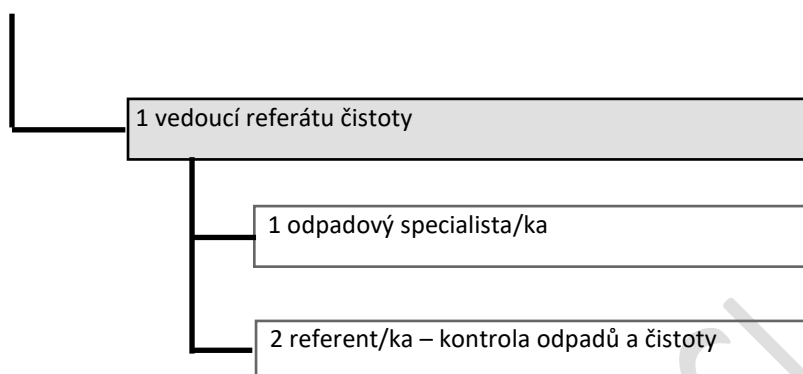 1 vedoucí referátu čistoty
1 odpadový specialista/ka
2 referent/ka – kontrola odpadů a čistoty